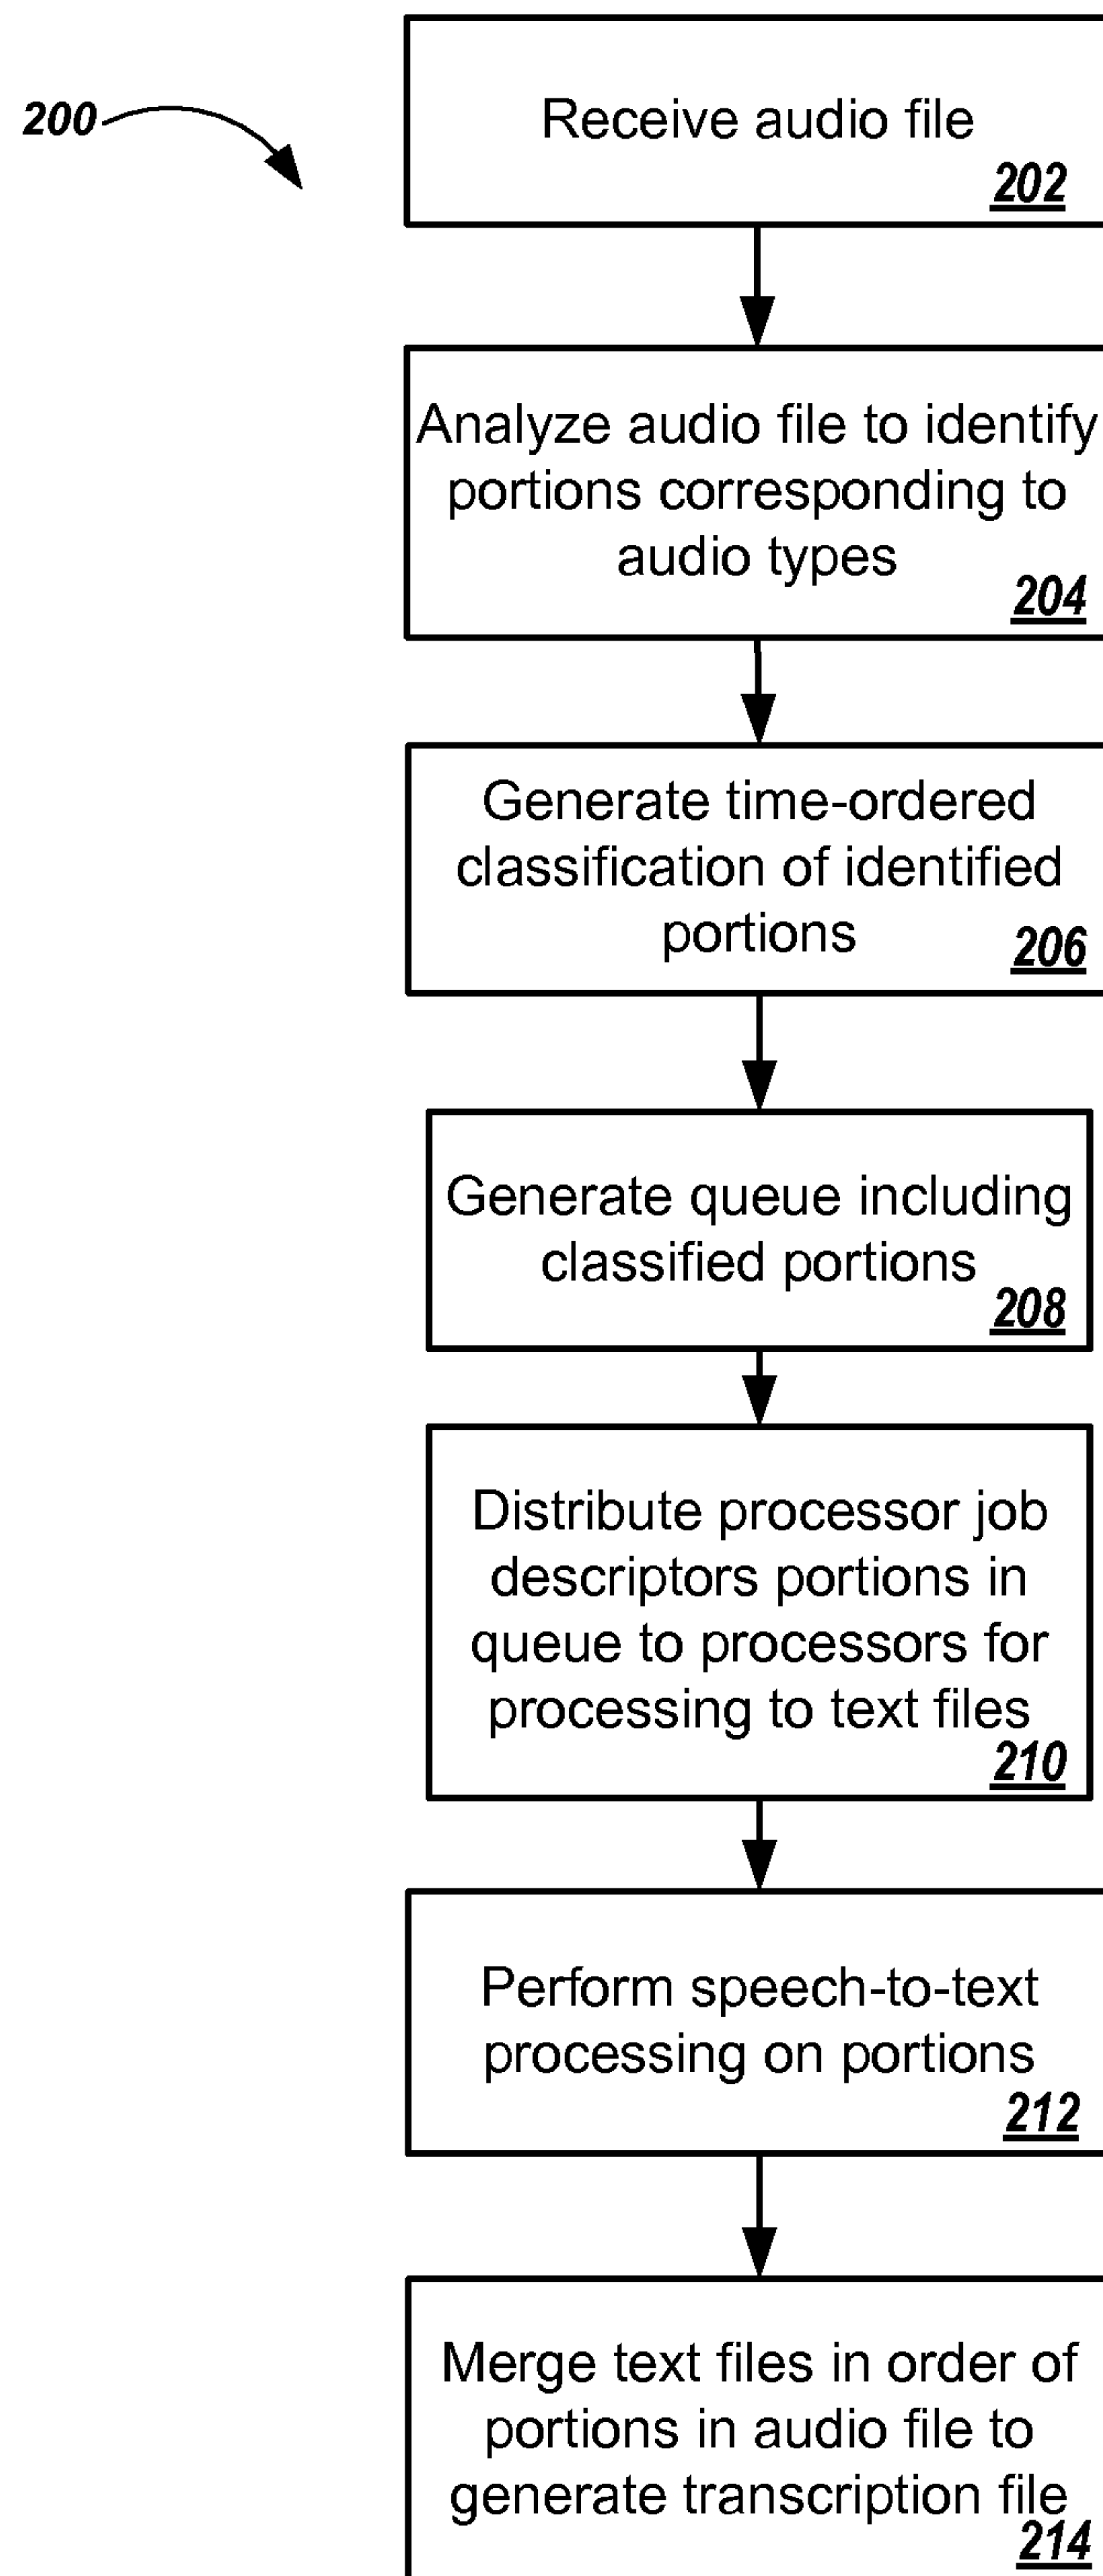 200
Receive audio file
202
Analyze audio file to identify
portions corresponding to
audio types
204
Generate time-ordered
classification of identified
portions
206
Generate queue including
classified portions
208
Distribute processor job
descriptors portions in
queue to processors for
processing to text files
210
Perform speech-to-text
processing on portions
212
Merge text files in order of
portions in audio file to
generate transcription file
214